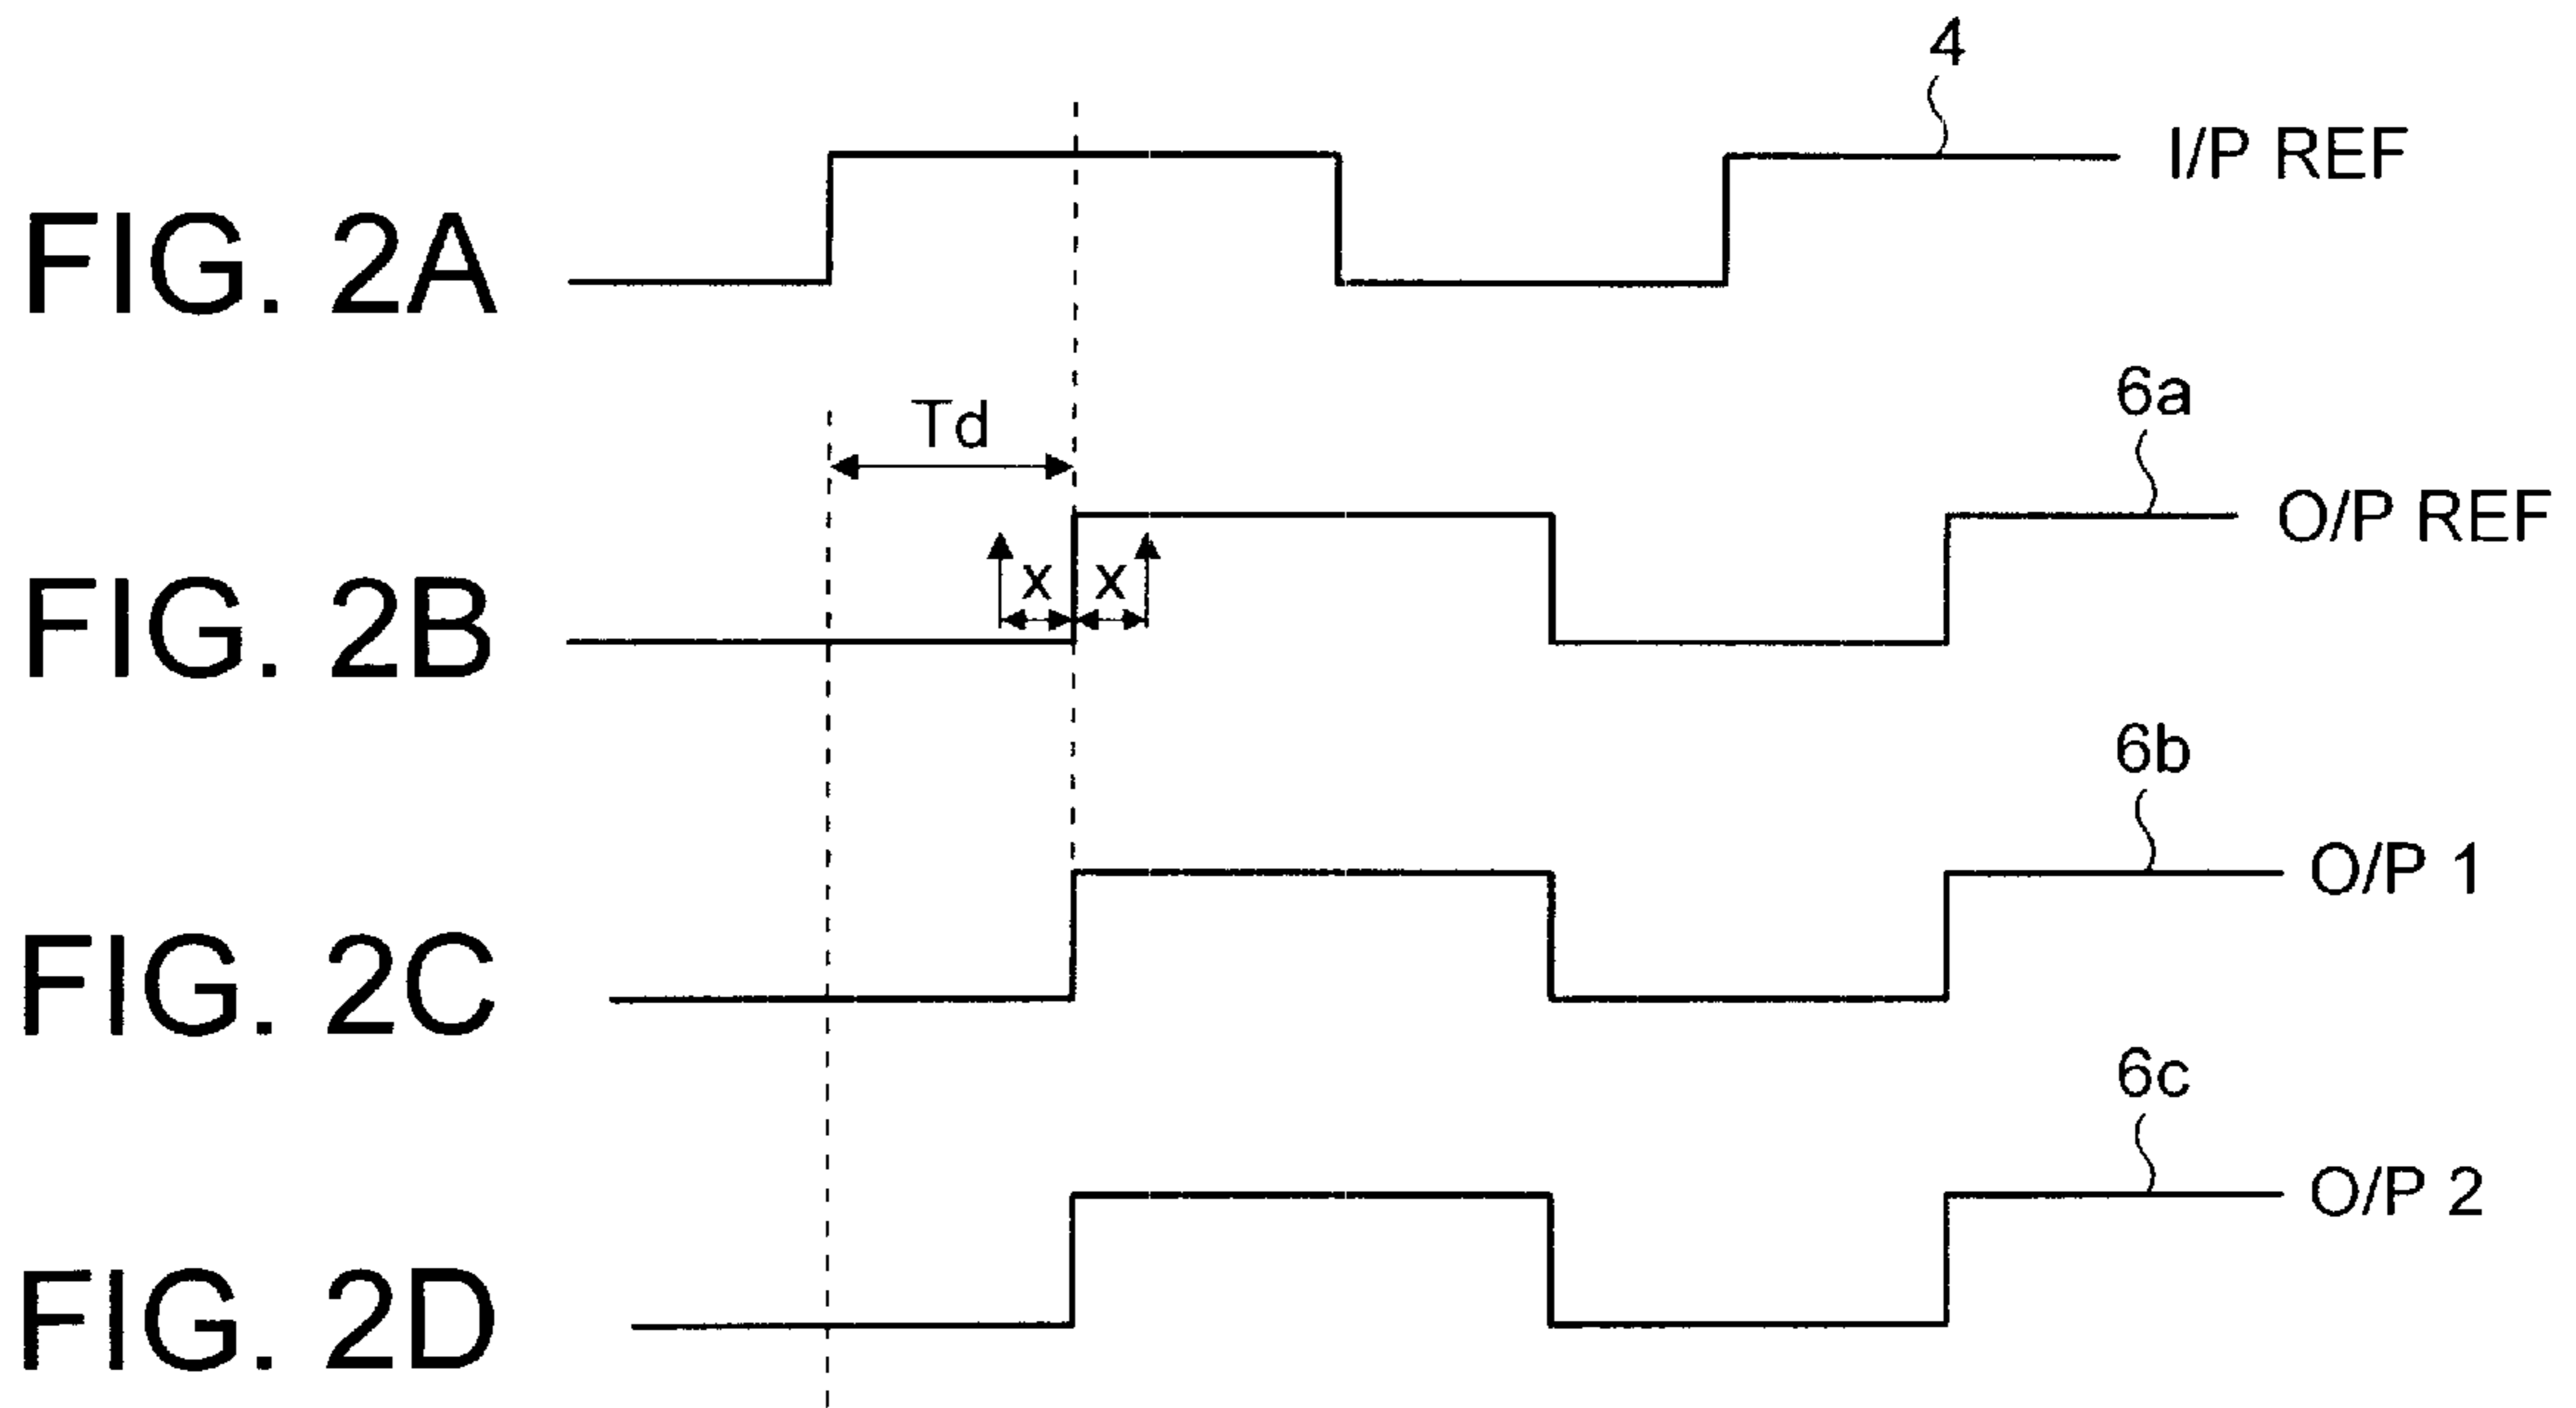 4
I/P REF
FIG. 2A
6a
Td
O/P REF
x x
FIG. 2B
6b
O/P 1
FIG. 2C
6c
O/P 2
FIG. 2D